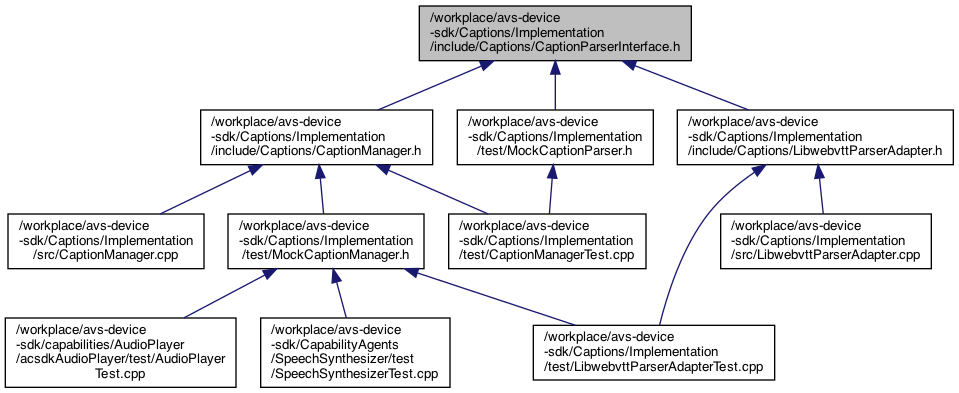 /workplace/avs-device
-sdk/Captions/Implementation
/include/Captions/CaptionParserInterface.h
/workplace/avs-device
-sdk/Captions/Implementation
/include/Captions/CaptionManager.h
/workplace/avs-device
-sdk/Captions/Implementation
/test/MockCaptionParser.h
/workplace/avs-device
-sdk/Captions/Implementation
/include/Captions/LibwebvttParserAdapter.h
/workplace/avs-device
-sdk/Captions/Implementation
/src/CaptionManager.cpp
/workplace/avs-device
-sdk/Captions/Implementation
/test/MockCaptionManager.h
/workplace/avs-device
-sdk/Captions/Implementation
/test/CaptionManagerTest.cpp
/workplace/avs-device
-sdk/Captions/Implementation
/src/LibwebvttParserAdapter.cpp
/workplace/avs-device
-sdk/capabilities/AudioPlayer
/acsdkAudioPlayer/test/AudioPlayer
Test.cpp
/workplace/avs-device
-sdk/CapabilityAgents
/SpeechSynthesizer/test
/SpeechSynthesizerTest.cpp
/workplace/avs-device
-sdk/Captions/Implementation
/test/LibwebvttParserAdapterTest.cpp